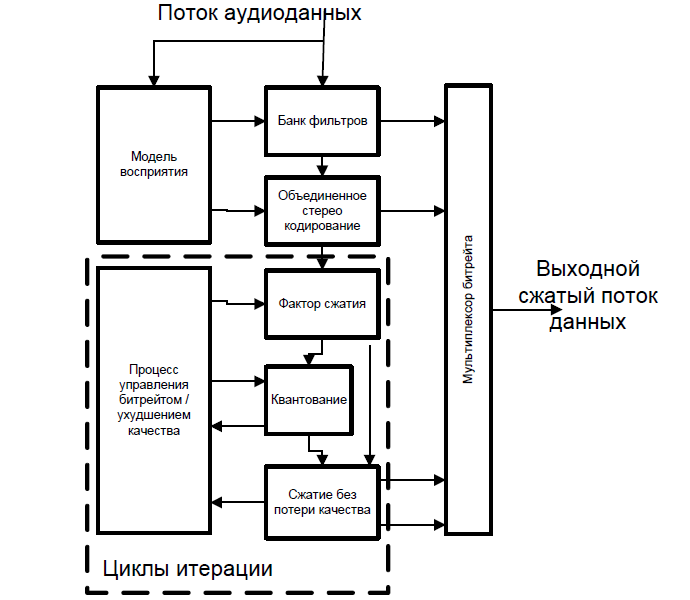 Поток аудиоданных
Модель
восприятия
Банк фильтров
Объединенное
стерео
кодирование
Фактор сжатия
Процесс
управления
битрейтом /
ухудшением
качества
Квантование
Сжатие без
потери качества
Циклы итерации
Мультиплексор битрейта
Выходной
сжатый поток
данных